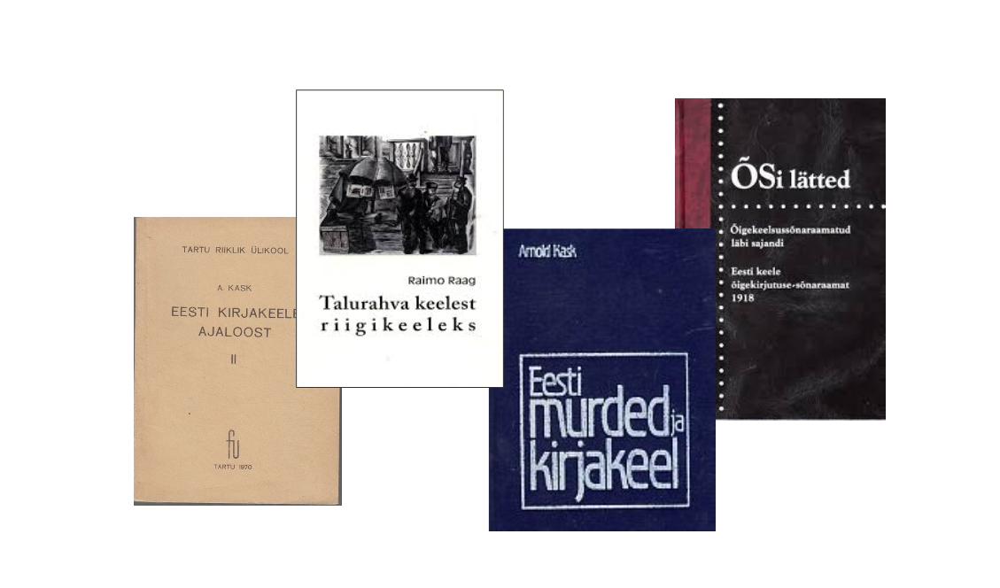 TARTU RIIKLIK ÜLIKOOL
A. KASK
EESTI KIRJAKEELE
AJALOOST
II
TARTU 1970
Raimo Raag
Talurahva keelest
riigikeeleks
Arnold Kask
Eesti
murded ja
kirjakeel
ÕSi lätted
Õigekeelsussõnaraamatud
läbi sajandi
Eesti keele
õigekirjutuse-sõnaraamat
1918